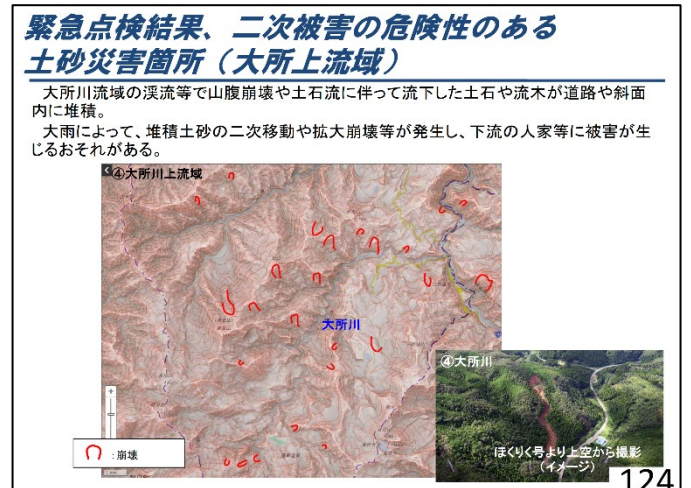 緊急点検結果、二次被害の危険性のある
土砂災害箇所（大所上流域）
大所川流域の渓流等で山腹崩壊や土石流に伴って流下した土石や流木が道路や斜面
内に堆積。
大雨によって、堆積土砂の二次移動や拡大崩壊等が発生し、下流の人家等に被害が生
じるおそれがある。
④大所川上流域
大所川
④大所川
ほくりく号より上空から撮影
（イメージ）
：崩壊
124